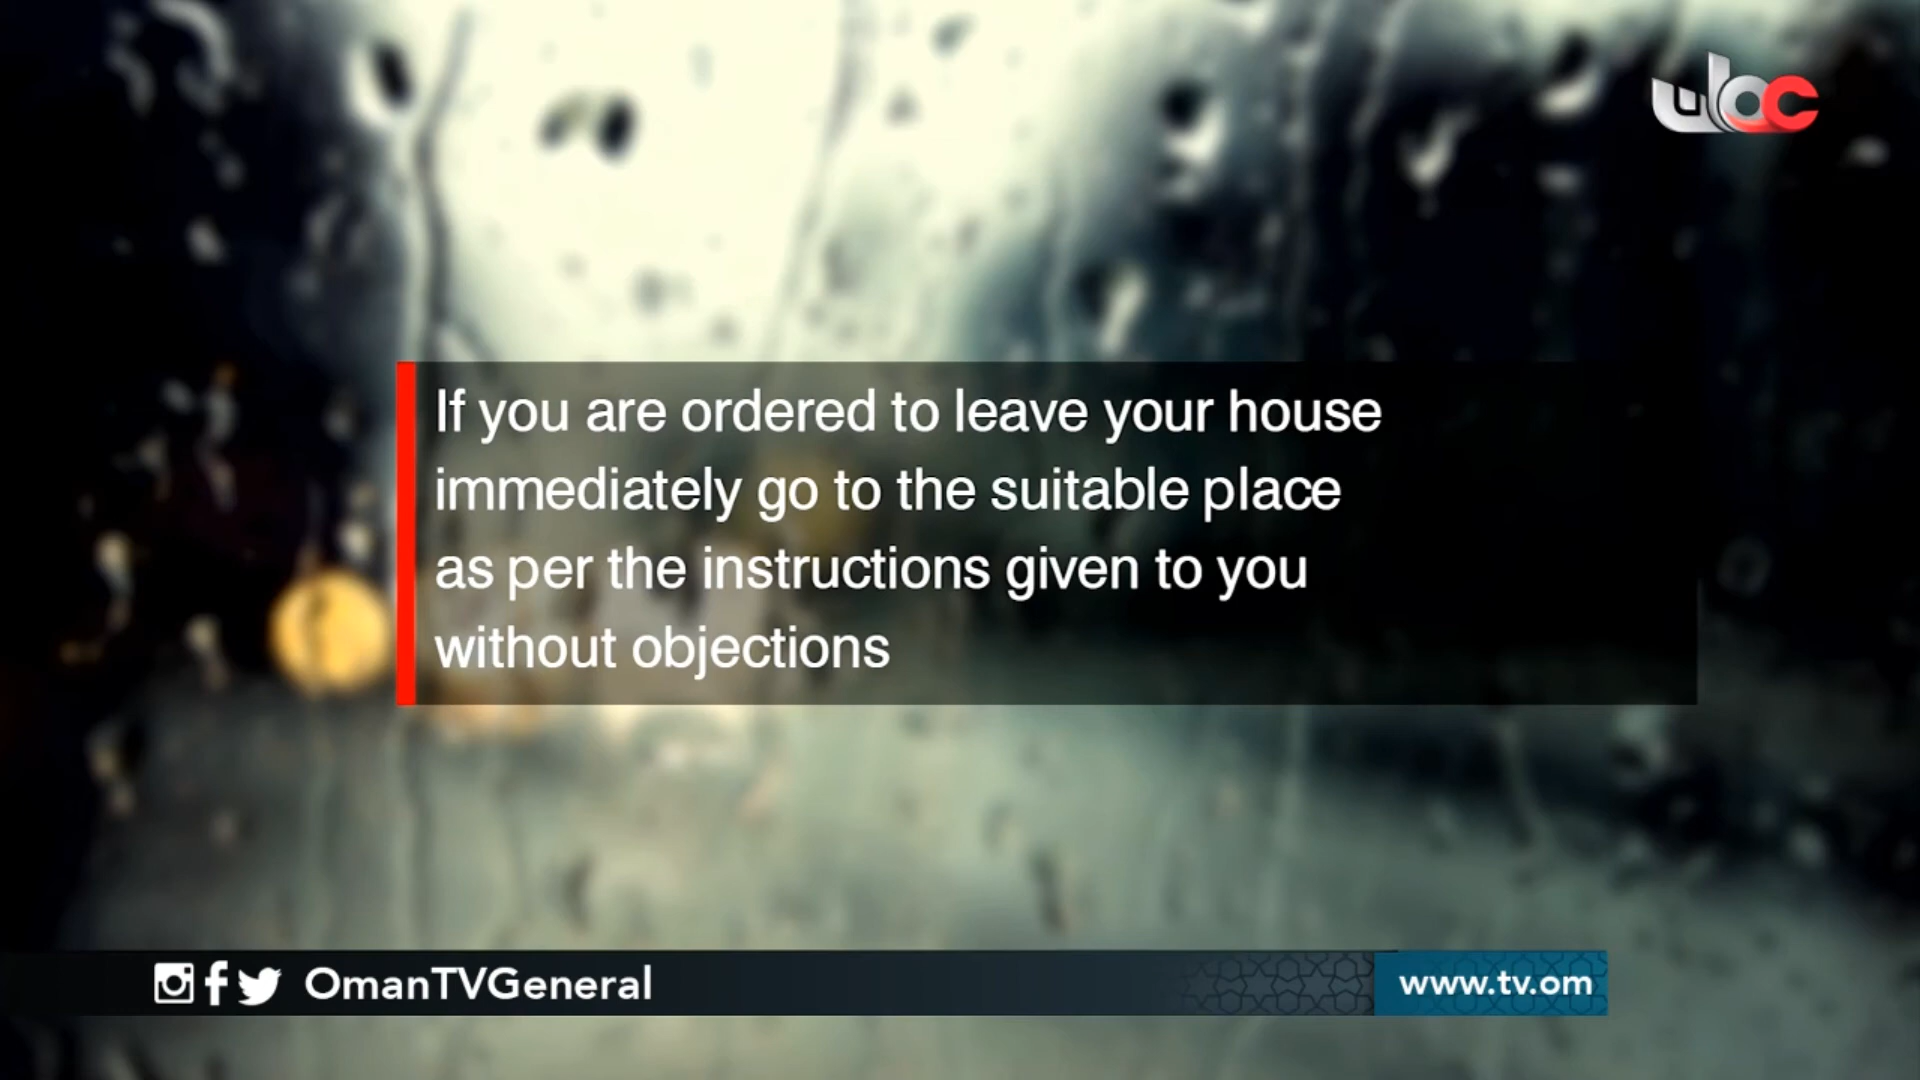 عمان
If you are ordered to leave your house
immediately go to the suitable place
as per the instructions given to you
without objections
OmanTVGeneral
www.tv.om